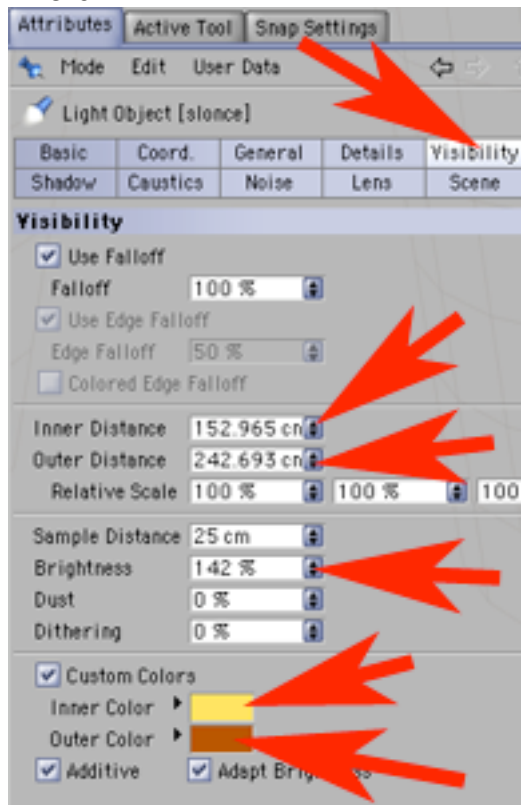 Attributes Active Tool Snap Settings
Mode Edit User Data
Light Object [slonce]
Basic Coord. General Details Visibility
Shadow Caustics Noise Lens Scene
Visibility
Use Falloff
Falloff 100 %
Use Edge Falloff
Edge Falloff 50 %
Colored Edge Falloff
Inner Distance 152.965 cm
Outer Distance 242.693 cm
Relative Scale 100 % 100 % 100
Sample Distance 25 cm
Brightness 142 %
Dust 0 %
Dithering 0 %
Custom Colors
Inner Color
Outer Color
Additive Adapt Brightness